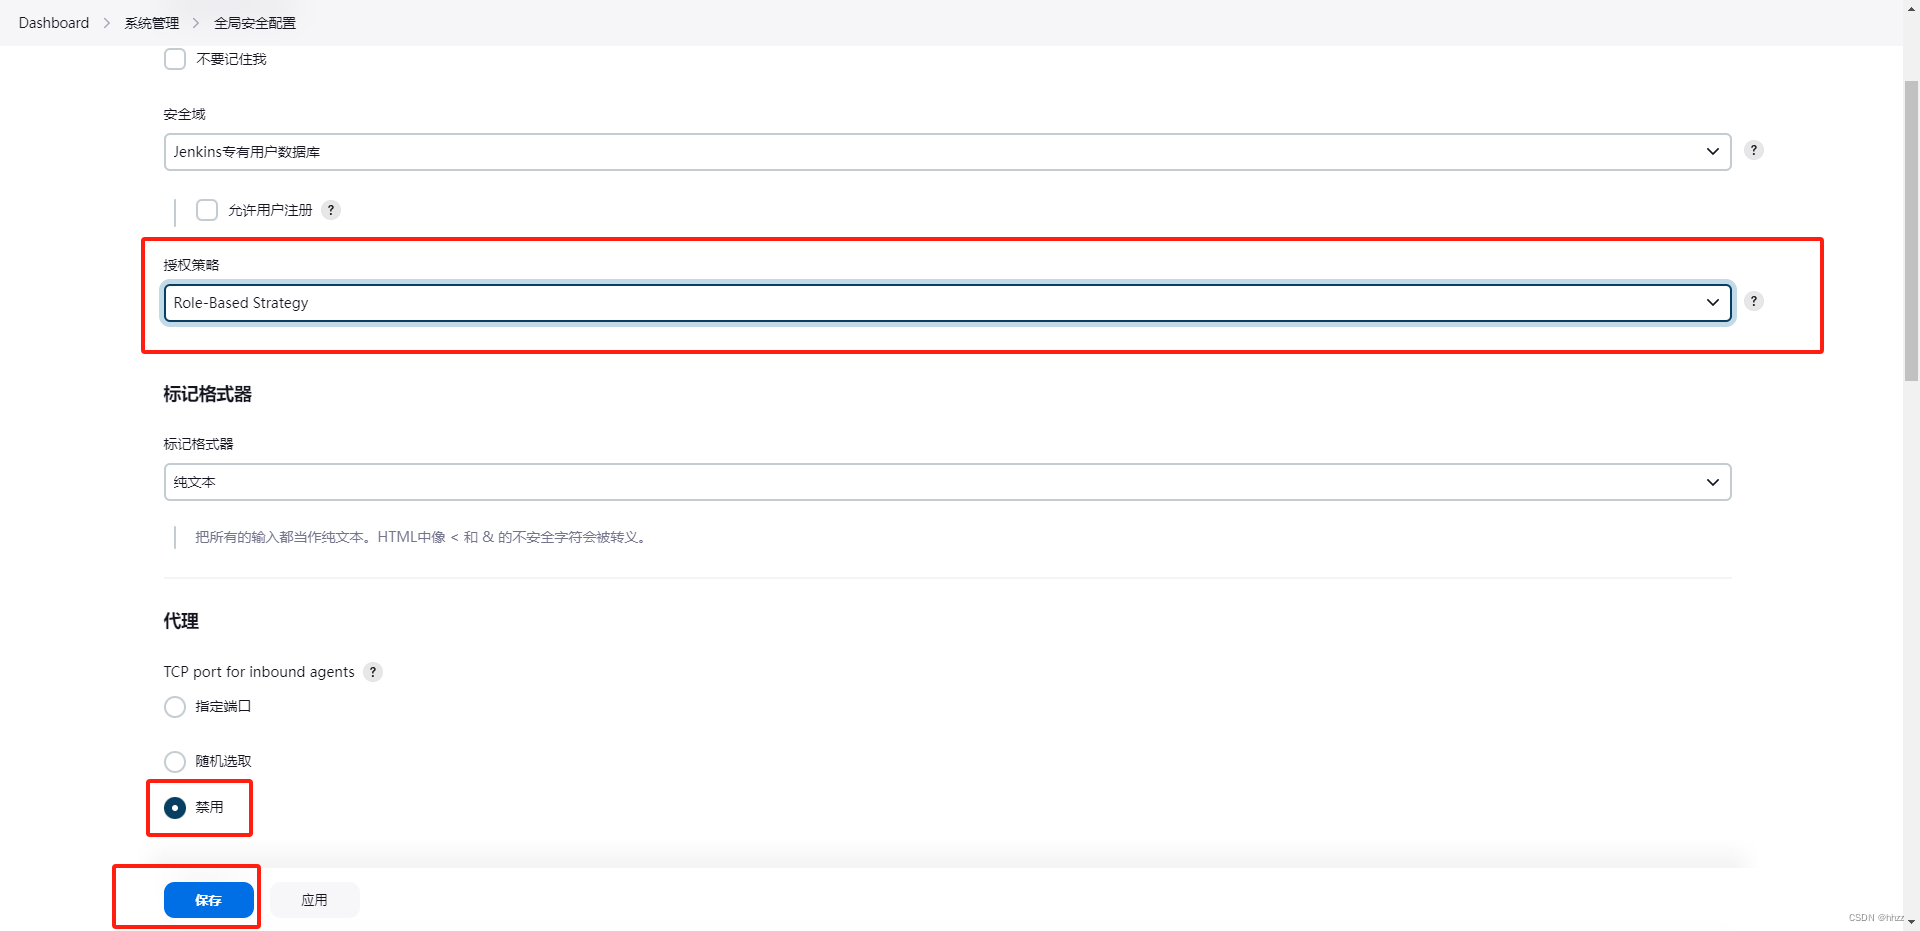 Dashboard > 系统管理 > 全局安全配置
不要记住我
安全域
Jenkins专有用户数据库 ?
允许用户注册 ?
授权策略
Role-Based Strategy ?
标记格式器
标记格式器
纯文本
把所有的输入都当作纯文本。HTML中像 < 和 & 的不安全字符会被转义。
代理
TCP port for inbound agents ?
指定端口
随机选取
禁用
保存 应用
CSDN @hhzz